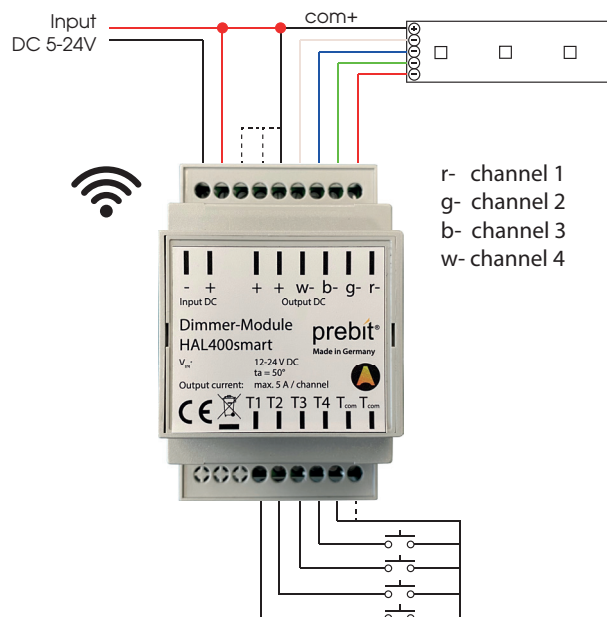 Input
DC 5-24V
com+
r- channel 1
g- channel 2
b- channel 3
w- channel 4
- + + + w- b- g- r-
Input DC Output DC
Dimmer-Module
HAL400smart
prebit®
Made in Germany
VIN: 12-24 V DC
ta = 50°
Output current: max. 5 A / channel
CE
T1 T2 T3 T4 Tcom Tcom